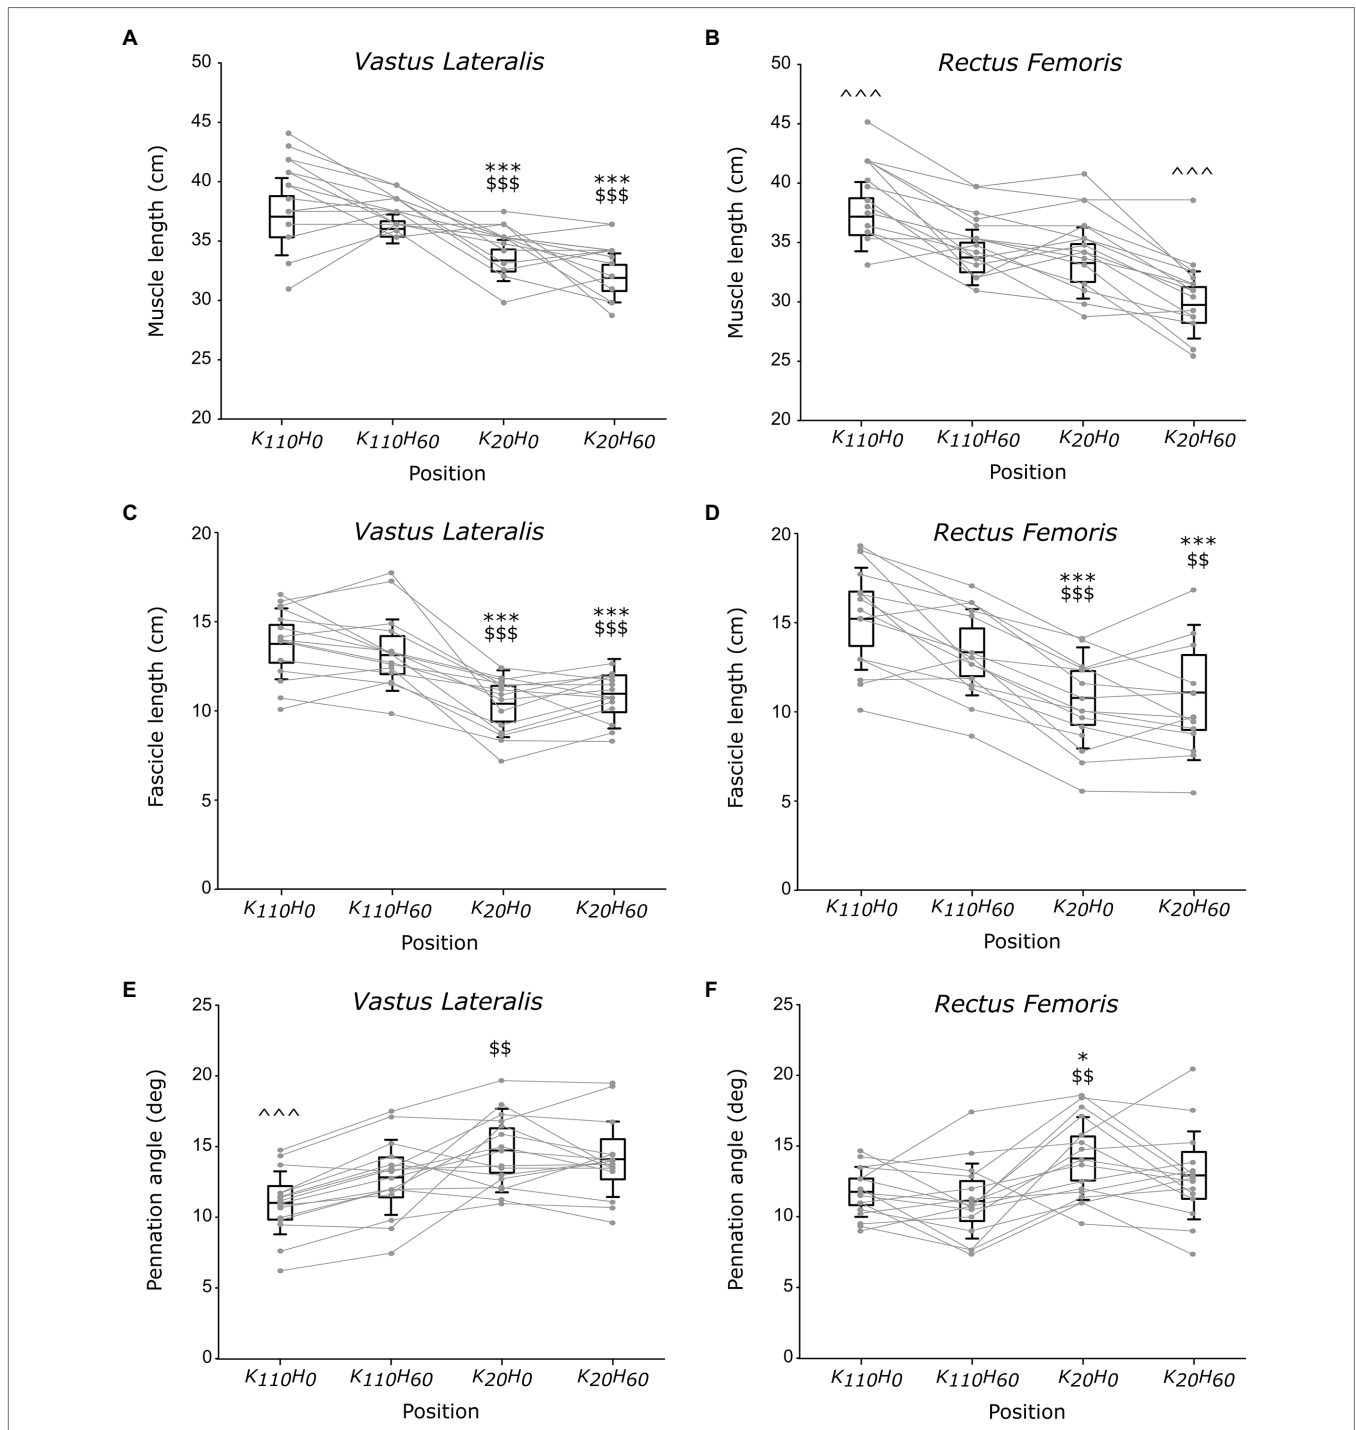 A
B
Vastus Lateralis
Rectus Femoris
50
45
40
35
30
25
20
Muscle length (cm)
***
$$$
***
$$$
K110H0
K110H60
K20H0
K20H60
Position
50
45
40
35
30
25
20
Muscle length (cm)
^^^
^^^
K110H0
K110H60
K20H0
K20H60
Position
C
D
Vastus Lateralis
Rectus Femoris
20
15
10
5
0
Fascicle length (cm)
***
$$$
***
$$$
K110H0
K110H60
K20H0
K20H60
Position
20
15
10
5
0
Fascicle length (cm)
***
$$$
***
$$
K110H0
K110H60
K20H0
K20H60
Position
E
F
Vastus Lateralis
Rectus Femoris
25
20
15
10
5
0
Pennation angle (deg)
^^^
$$
K110H0
K110H60
K20H0
K20H60
Position
25
20
15
10
5
0
Pennation angle (deg)
*
$$
K110H0
K110H60
K20H0
K20H60
Position